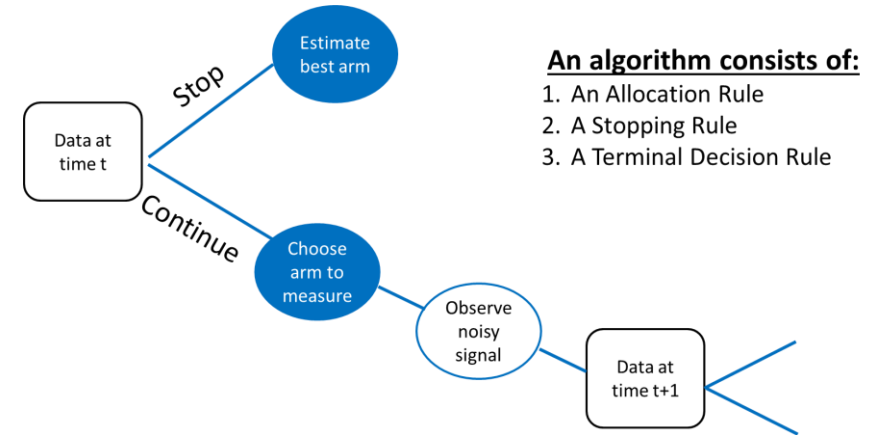 Estimate
best arm
Stop
Data at
time t
Continue
Choose
arm to
measure
Observe
noisy
signal
Data at
time t+1
An algorithm consists of:
1. An Allocation Rule
2. A Stopping Rule
3. A Terminal Decision Rule